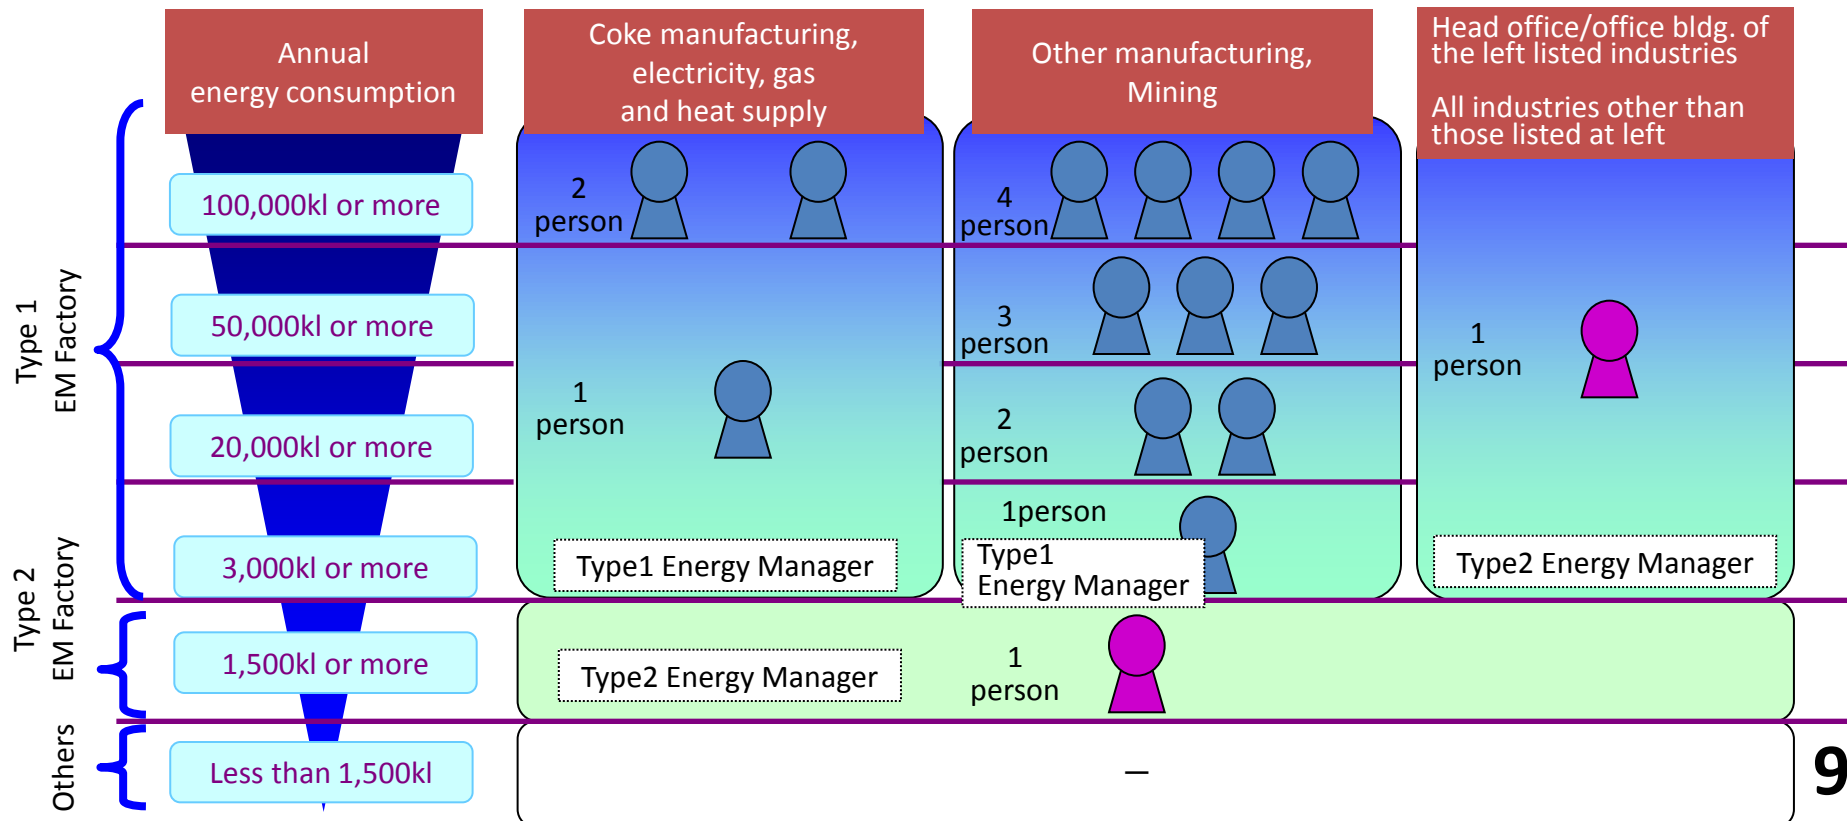 Annual
energy consumption
Coke manufacturing,
electricity, gas
and heat supply
Other manufacturing,
Mining
Head office/office bldg. of
the left listed industries
All industries other than
those listed at left
Type 1
EM Factory
100,000kl or more
2
person
4
person
50,000kl or more
3
person
1
person
1
person
20,000kl or more
2
person
1person
3,000kl or more
Type1 Energy Manager
Type1
Energy Manager
Type2 Energy Manager
Type 2
EM Factory
1,500kl or more
Type2 Energy Manager
1
person
Others
Less than 1,500kl
–
9